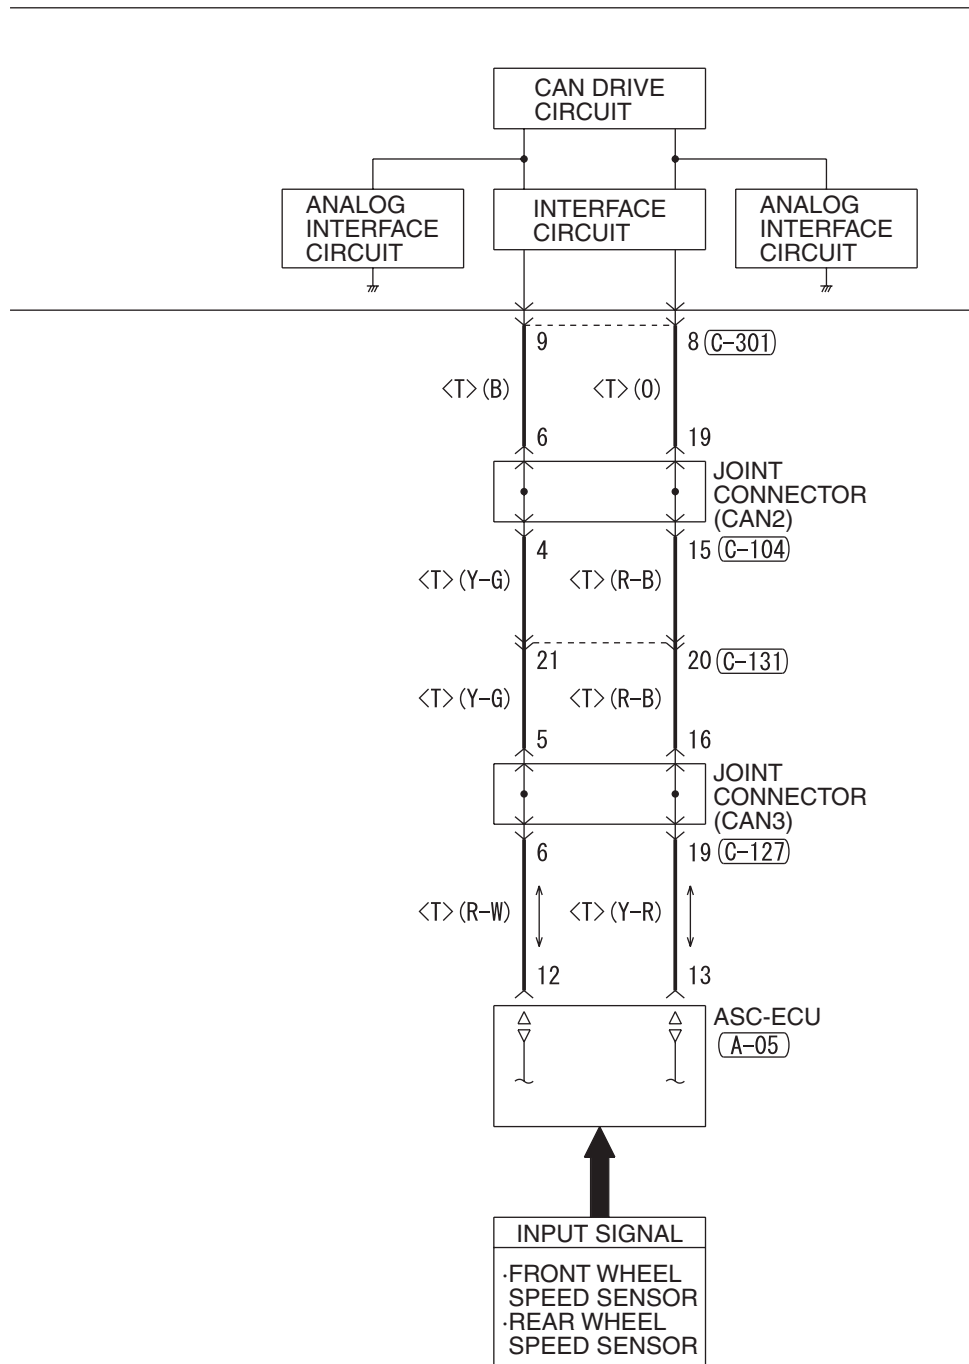 CAN DRIVE
CIRCUIT
ANALOG
INTERFACE
CIRCUIT
INTERFACE
CIRCUIT
ANALOG
INTERFACE
CIRCUIT
9
8 C-301
<T>(B)
<T>(O)
6
19
JOINT
CONNECTOR
(CAN2)
4
15 C-104
<T>(Y-G)
<T>(R-B)
21
20 C-131
<T>(Y-G)
<T>(R-B)
5
16
JOINT
CONNECTOR
(CAN3)
6
19 C-127
<T>(R-W)
<T>(Y-R)
12
13
ASC-ECU
A-05
INPUT SIGNAL
·FRONT WHEEL
SPEED SENSOR
·REAR WHEEL
SPEED SENSOR